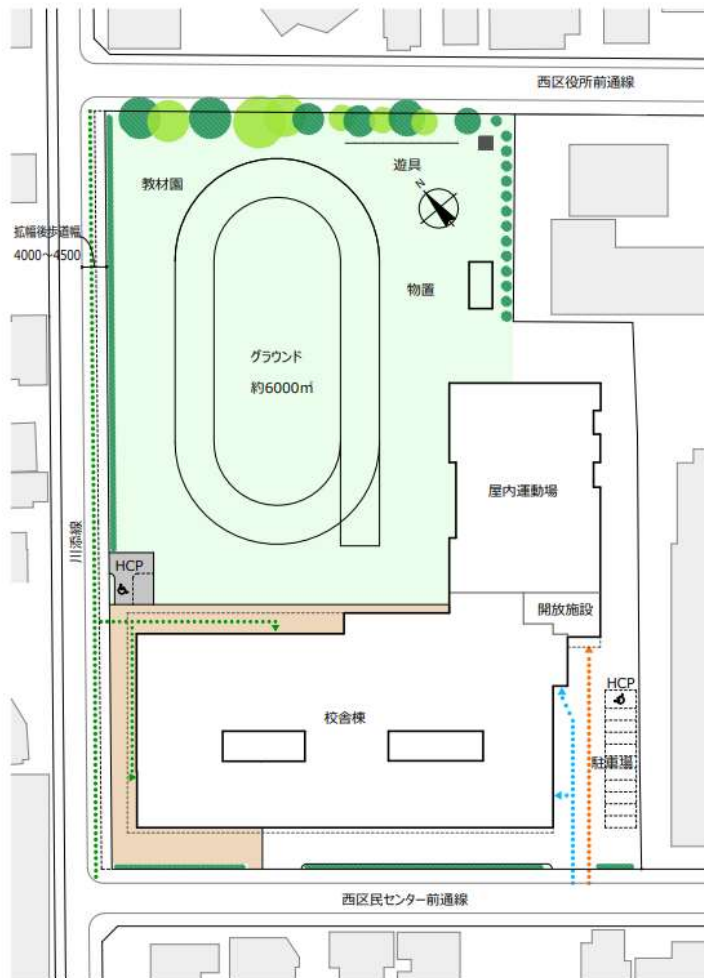 西区役所前通線
遊具
教材園
N
拡幅後歩道幅
4000～4500
物置
グラウンド
約6000㎡
屋内運動場
川添線
HCP
開放施設
HCP
校舎棟
駐車場
西区民センター前通線